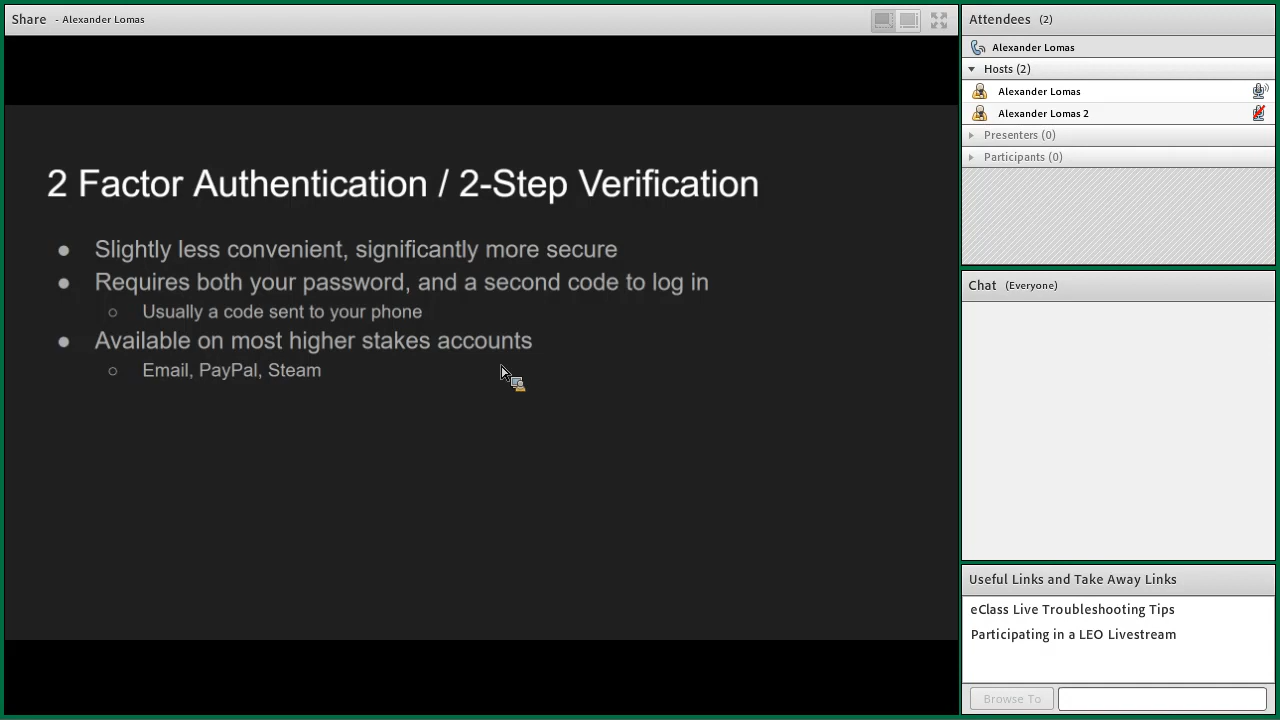 Share - Alexander Lomas
2 Factor Authentication / 2-Step Verification
● Slightly less convenient, significantly more secure
● Requires both your password, and a second code to log in
○ Usually a code sent to your phone
● Available on most higher stakes accounts
○ Email, PayPal, Steam
Attendees (2)
Alexander Lomas
Hosts (2)
Alexander Lomas
Alexander Lomas 2
Presenters (0)
Participants (0)
Chat (Everyone)
Useful Links and Take Away Links
eClass Live Troubleshooting Tips
Participating in a LEO Livestream
Browse To